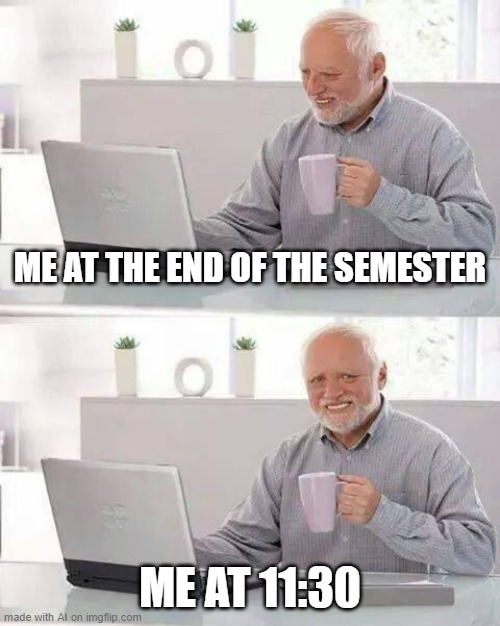 ME AT THE END OF THE SEMESTER
ME AT 11:30
made with AI on imgflip.com